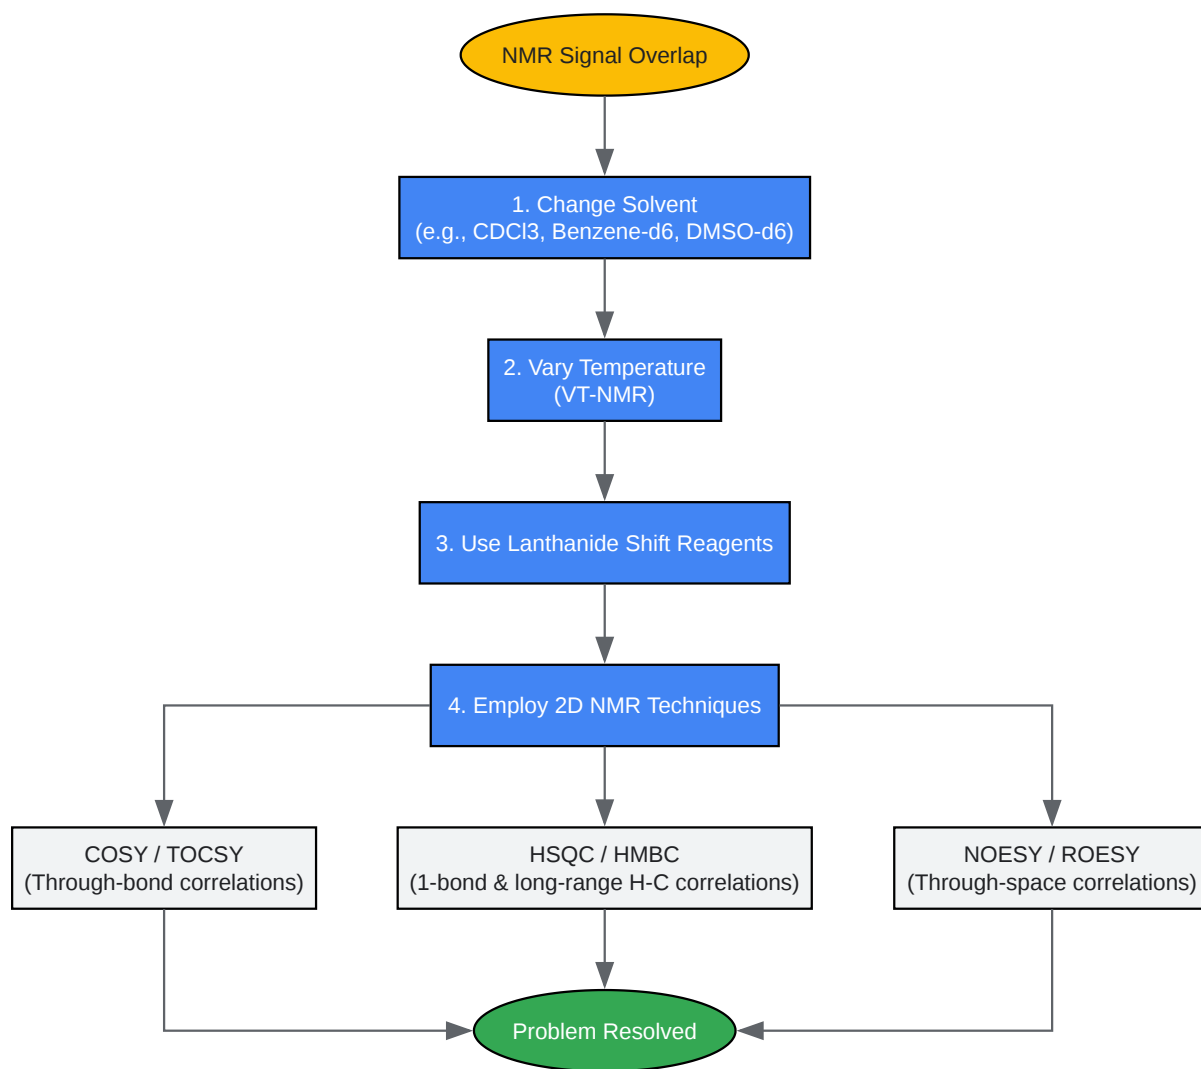 NMR Signal Overlap
1. Change Solvent
(e.g., CDCl3, Benzene-d6, DMSO-d6)
2. Vary Temperature
(VT-NMR)
3. Use Lanthanide Shift Reagents
4. Employ 2D NMR Techniques
COSY / TOCSY
(Through-bond correlations)
HSQC / HMBC
(1-bond & long-range H-C correlations)
NOESY / ROESY
(Through-space correlations)
Problem Resolved